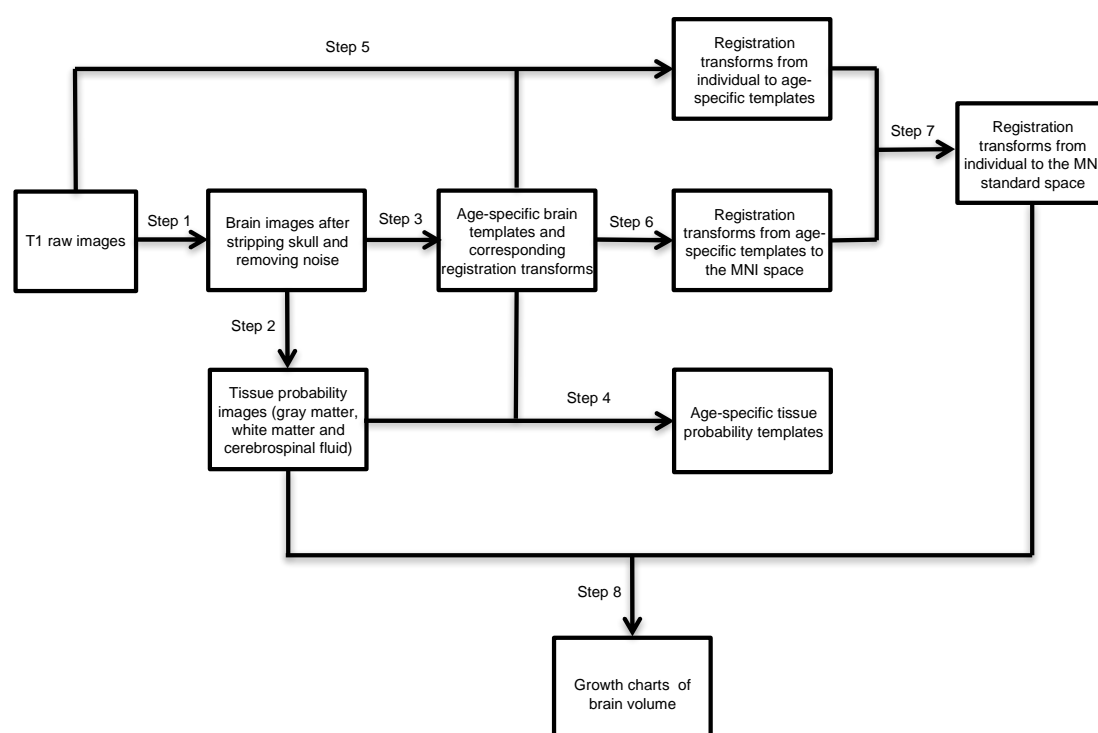 Step 5
Registration
transforms from
individual to age-
specific templates
Step 7
Registration
transforms from
individual to the MN
standard space
T1 raw images
Step 1
Brain images after
stripping skull and
removing noise
Step 3
Age-specific brain
templates and
corresponding
registration transforms
Step 6
Registration
transforms from age-
specific templates to
the MNI space
Step 2
Tissue probability
images (gray matter,
white matter and
cerebrospinal fluid)
Step 4
Age-specific tissue
probability templates
Step 8
Growth charts of
brain volume